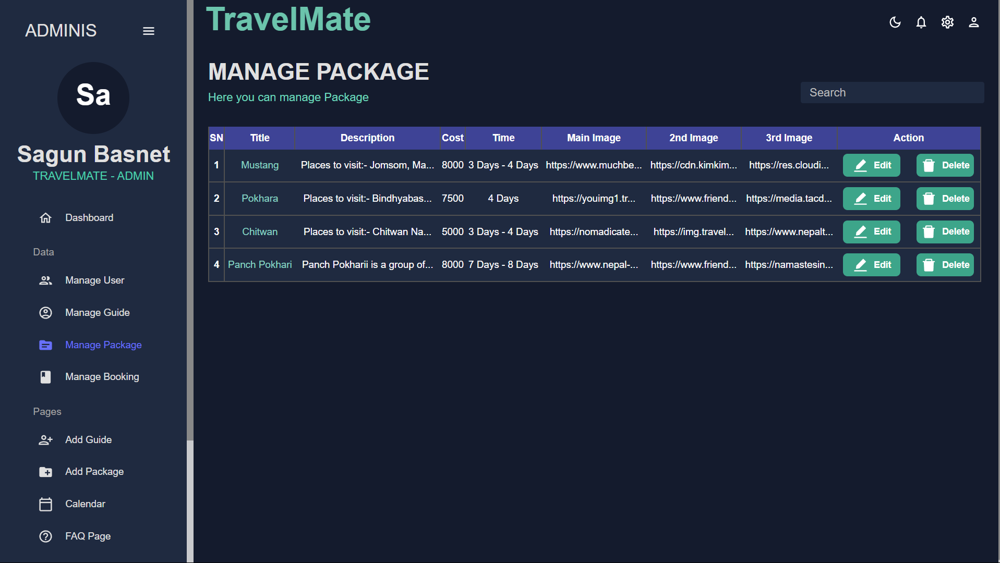 ADMINIS
Sa
Sagun Basnet
TRAVELMATE - ADMIN
Dashboard
Data
Manage User
Manage Guide
Manage Package
Manage Booking
Pages
Add Guide
Add Package
Calendar
FAQ Page
TravelMate
MANAGE PACKAGE
Here you can manage Package
Search
SN Title Description Cost Time Main Image 2nd Image 3rd Image Action
1 Mustang Places to visit:- Jomsom, Ma... 8000 3 Days - 4 Days https://www.muchbe... https://cdn.kimkim... https://res.cloudi... Edit Delete
2 Pokhara Places to visit:- Bindhyabas... 7500 4 Days https://youimg1.tr... https://www.friend... https://media.tacd... Edit Delete
3 Chitwan Places to visit:- Chitwan Na... 5000 3 Days - 4 Days https://nomadicate... https://img.travel... https://www.nepalt... Edit Delete
4 Panch Pokhari Panch Pokharii is a group of... 8000 7 Days - 8 Days https://www.nepal-... https://www.friend... https://namastesin... Edit Delete